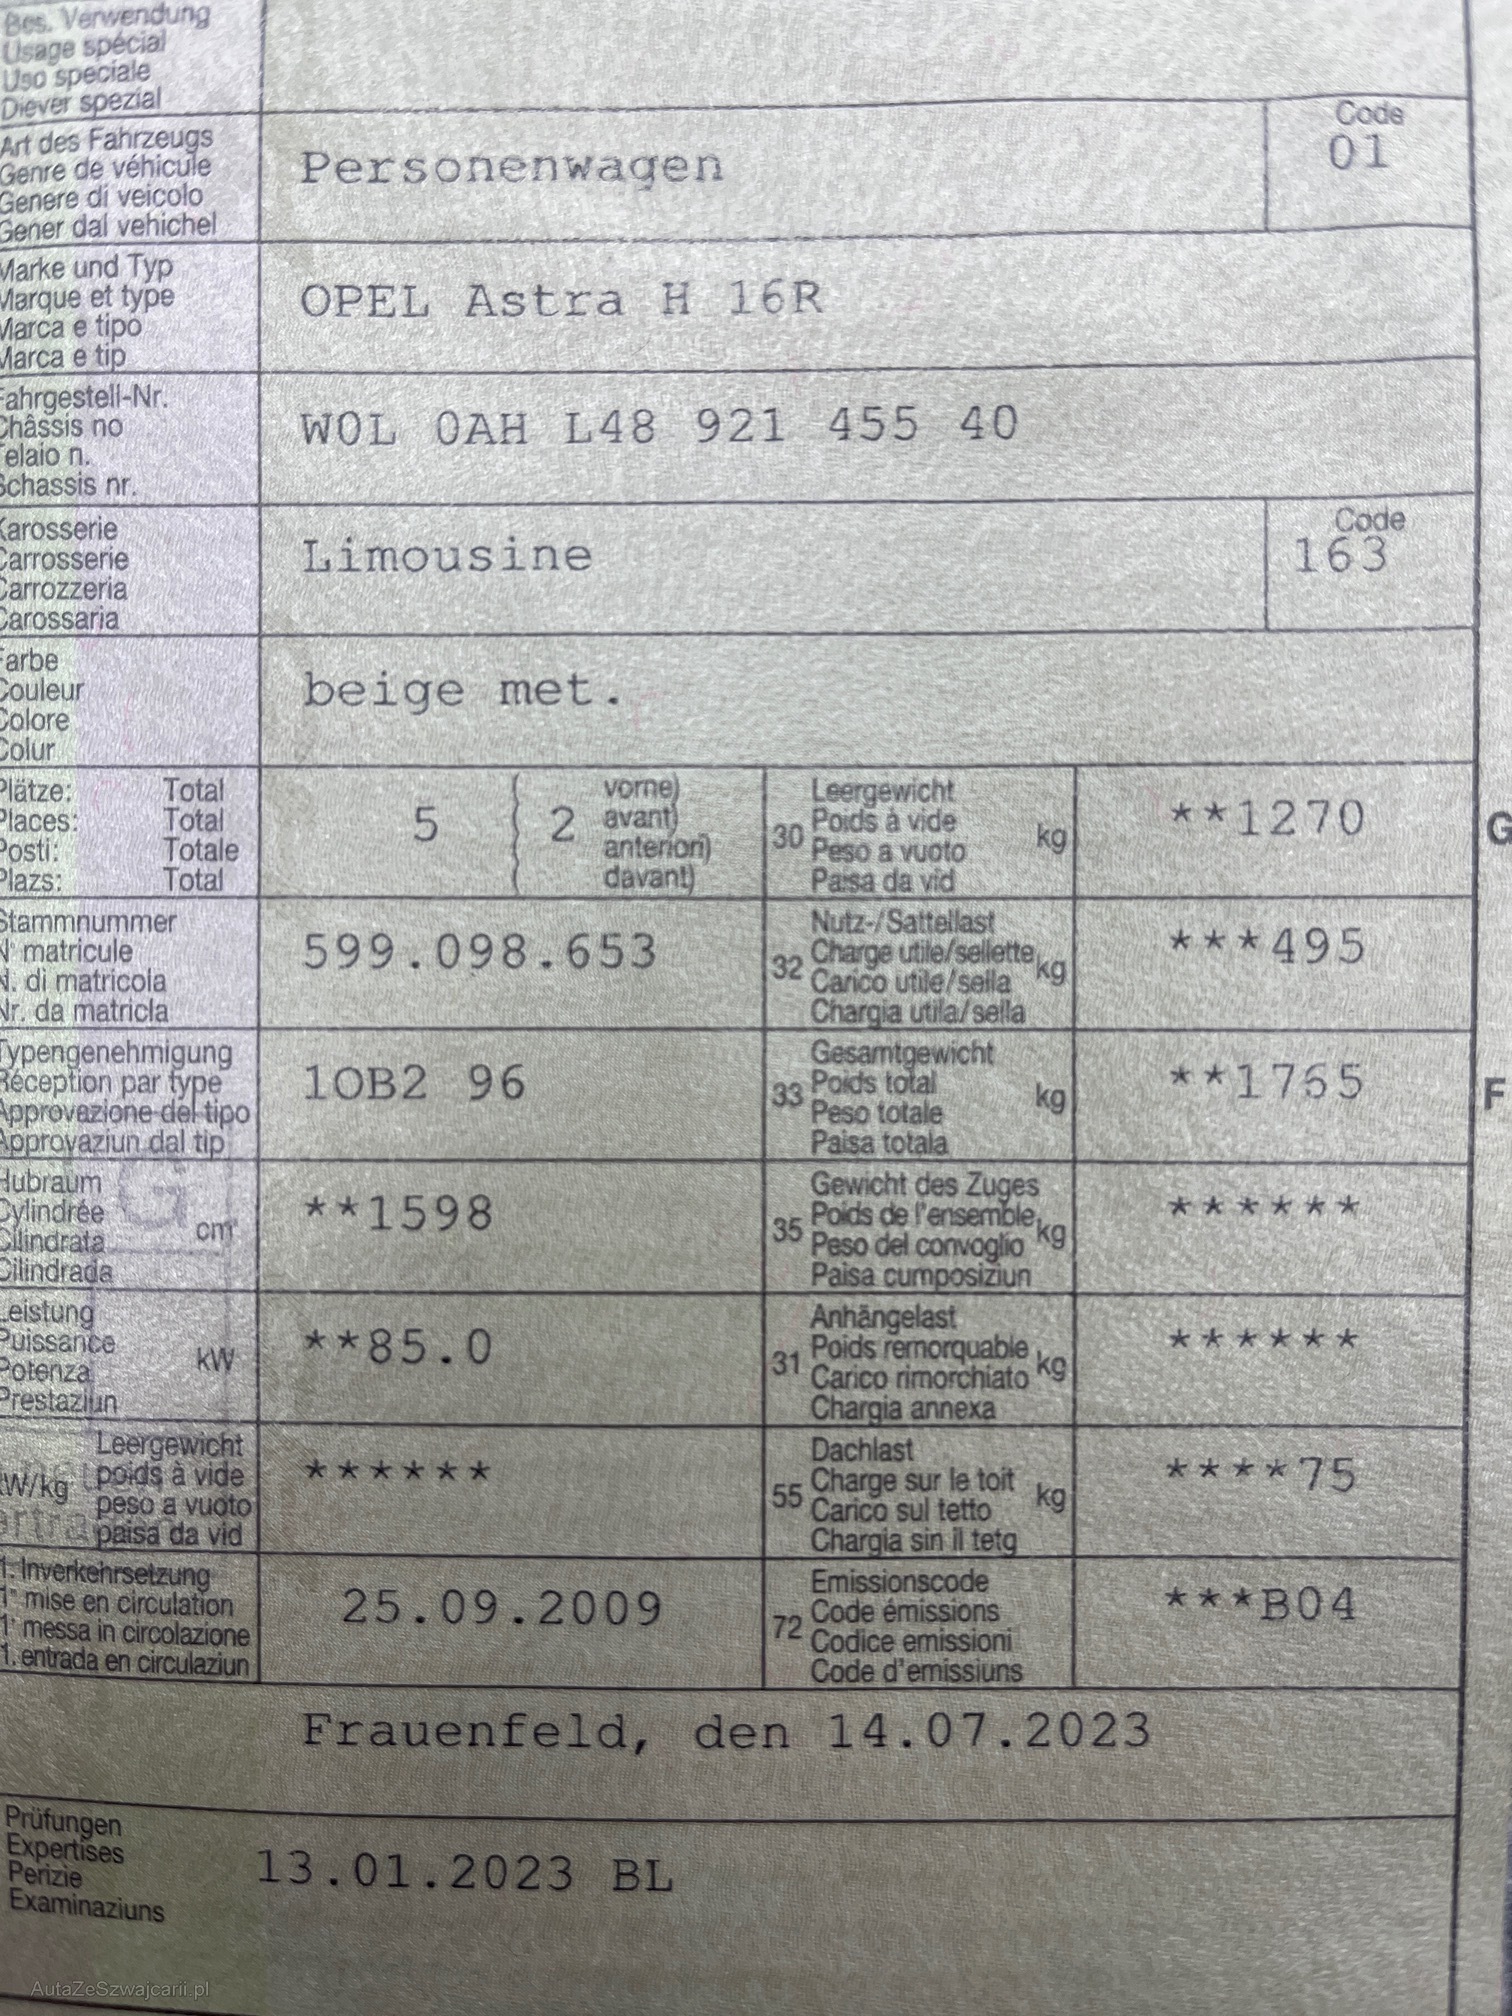 Bes. Verwendung
Usage spécial
Uso speciale
Diever spezial
Art des Fahrzeugs
Genre de véhicule
Genere di veicolo
Gener dal vehichel
Personenwagen
Code
01
Marke und Typ
Marque et type
Marca e tipo
Marca e tip
OPEL Astra H 16R
Fahrgestell-Nr.
Châssis no
Telaio n.
Schassis nr.
W0L 0AH L48 921 455 40
Karosserie
Carrosserie
Carrozzeria
Carossaria
Limousine
Code
163
Farbe
Couleur
Colore
Colur
beige met.
Plätze: Total
Places: Total
Posti: Totale
Plazs: Total
5 ( 2
vorne)
avant)
anteriori)
davant)
30
Leergewicht
Poids à vide
Peso a vuoto
Paisa da vid
kg
**1270
G
Stammnummer
N° matricule
N. di matricola
Nr. da matricla
599.098.653
32
Nutz-/Sattellast
Charge utile/sellette
Carico utile/sella
Chargia utila/sella
kg
***495
Typengenehmigung
Réception par type
Approvazione del tipo
Approvaziun dal tip
1OB2 96
33
Gesamtgewicht
Poids total
Peso totale
Paisa totala
kg
**1765
F
Hubraum
Cylindrée
Cilindrata
Cilindrada
cm³
**1598
35
Gewicht des Zuges
Poids de l'ensemble
Peso del convoglio
Paisa cumposiziun
kg
******
Leistung
Puissance
Potenza
Prestaziun
kW
**85.0
31
Anhängelast
Poids remorquable
Carico rimorchiato
Chargia annexa
kg
******
kW/kg
Leergewicht
poids à vide
peso a vuoto
paisa da vid
******
55
Dachlast
Charge sur le toit
Carico sul tetto
Chargia sin il tetg
kg
****75
1. Inverkehrsetzung
1re mise en circulation
1a messa in circolazione
1. entrada en circulaziun
25.09.2009
72
Emissionscode
Code émissions
Codice emissioni
Code d'emissiuns
***B04
Frauenfeld, den 14.07.2023
Prüfungen
Expertises
Perizie
Examinaziuns
13.01.2023 BL
AutaZeSzwajcarii.pl